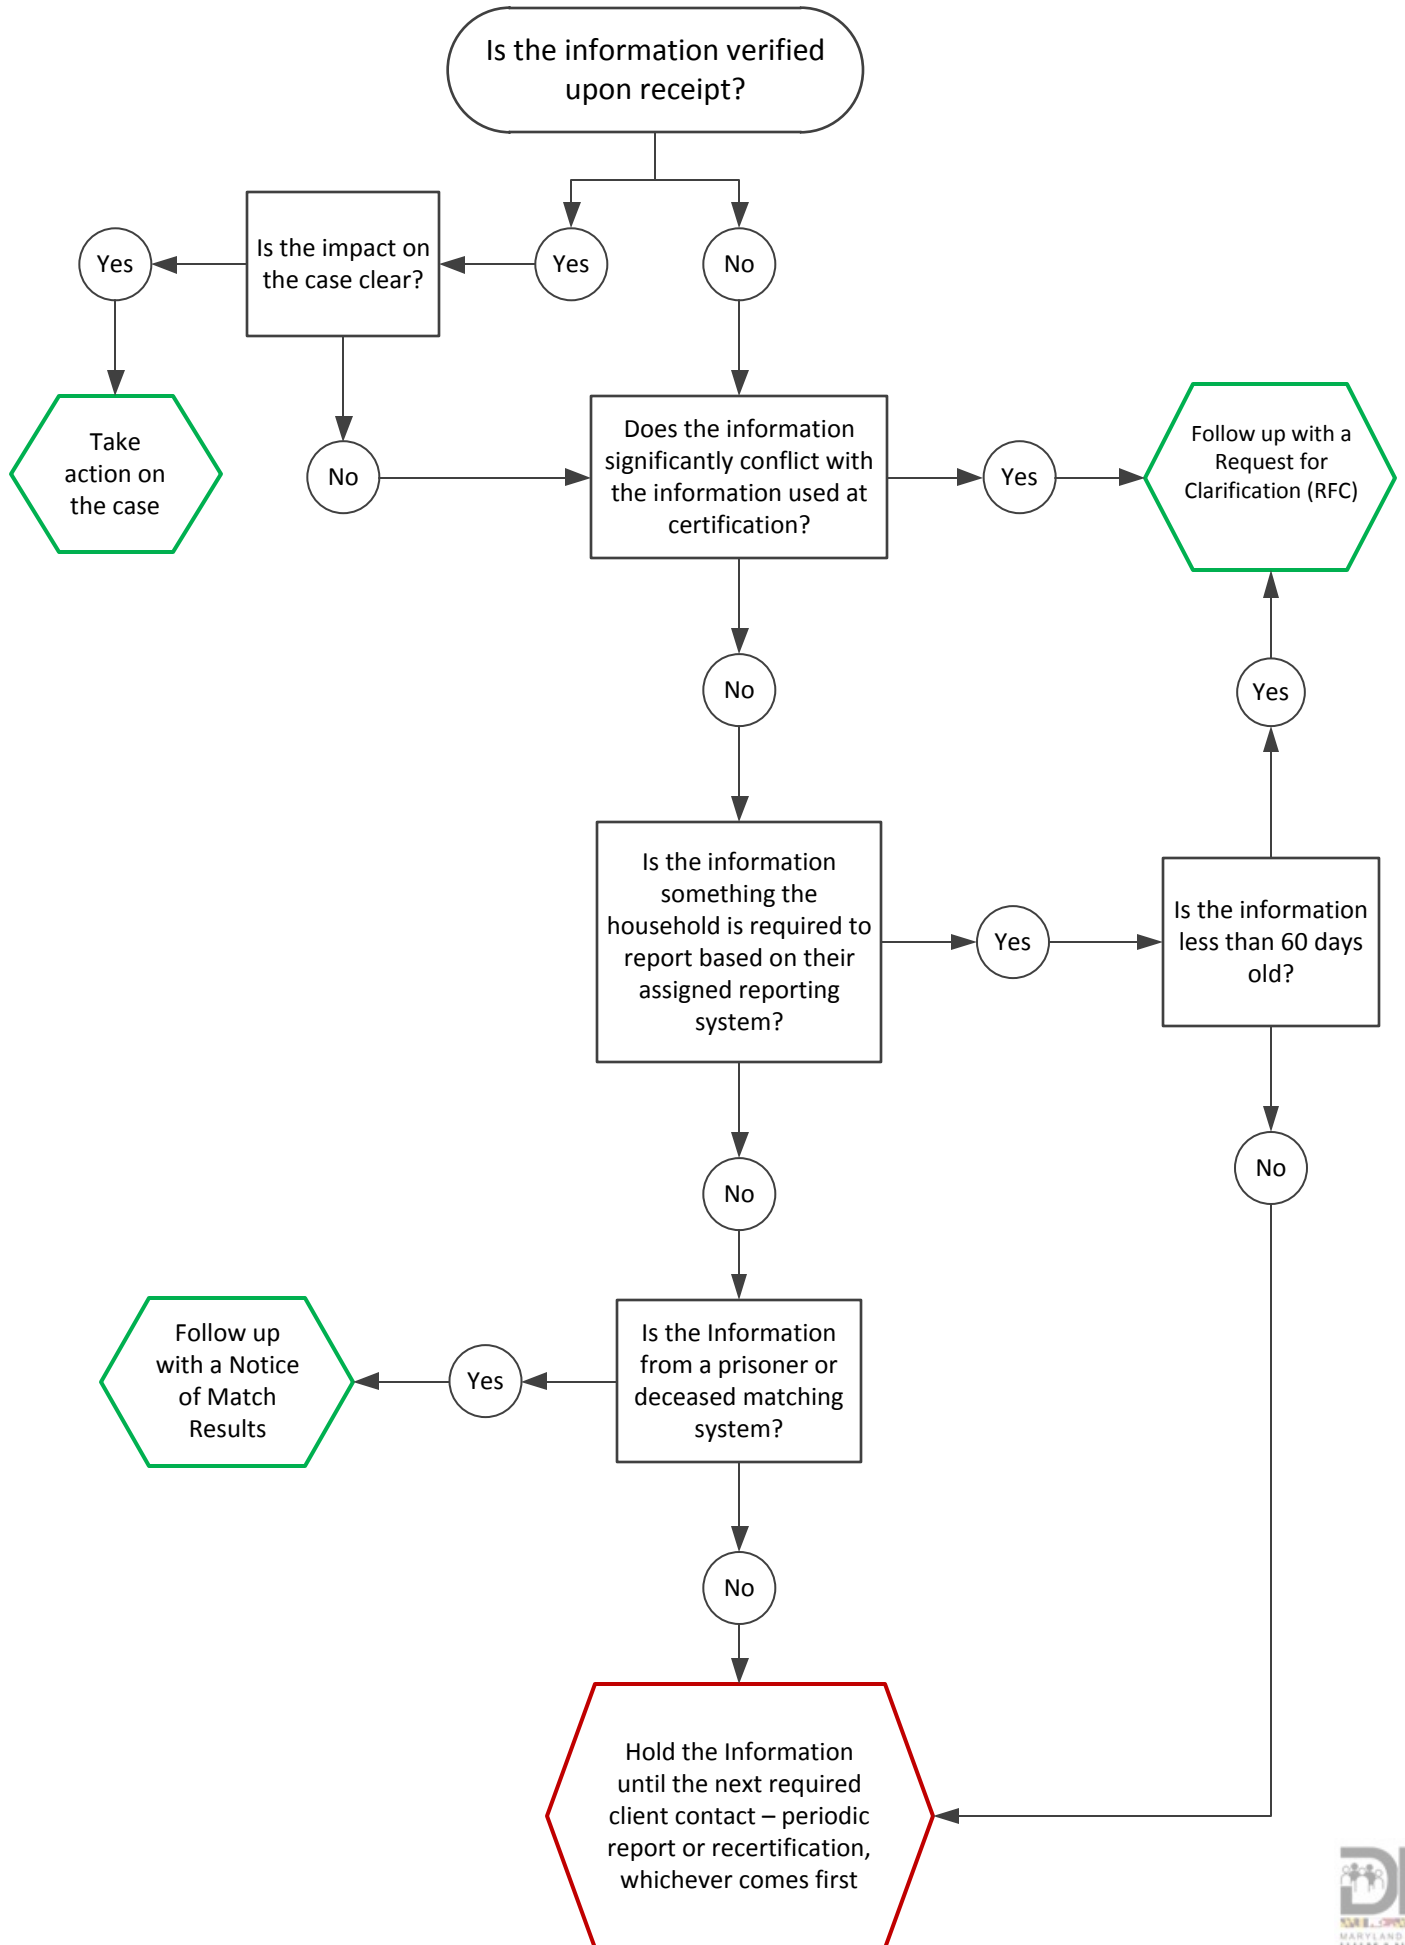 Is the information verified
upon receipt?
Is the impact on
the case clear?
Yes
Yes
No
Take
action on
the case
No
Does the information
significantly conflict with
the information used at
certification?
Yes
Follow up with a
Request for
Clarification (RFC)
No
Yes
Is the information
something the
household is required to
report based on their
assigned reporting
system?
Yes
Is the information
less than 60 days
old?
No
No
Follow up
with a Notice
of Match
Results
Yes
Is the Information
from a prisoner or
deceased matching
system?
No
Hold the Information
until the next required
client contact – periodic
report or recertification,
whichever comes first
MARYLAND